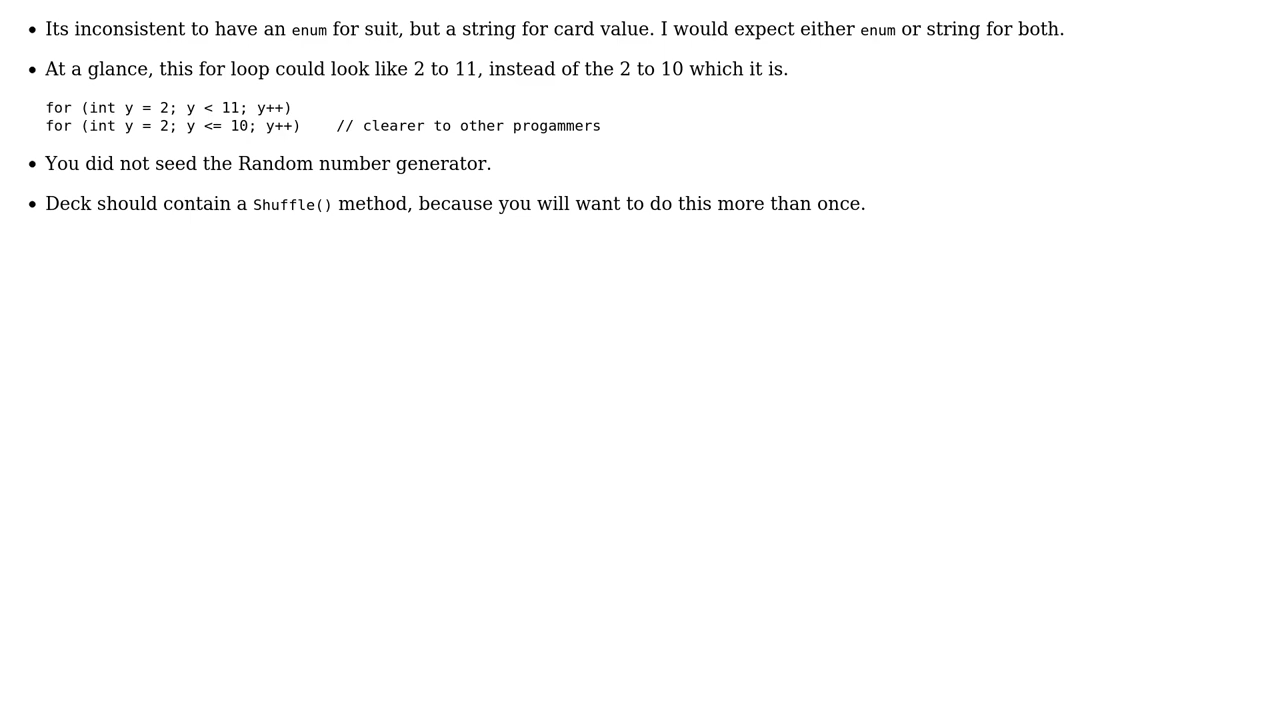 • Its inconsistent to have an enum for suit, but a string for card value. I would expect either enum or string for both.
• At a glance, this for loop could look like 2 to 11, instead of the 2 to 10 which it is.
for (int y = 2; y < 11; y++)
for (int y = 2; y <= 10; y++)    // clearer to other progammers
• You did not seed the Random number generator.
• Deck should contain a Shuffle() method, because you will want to do this more than once.